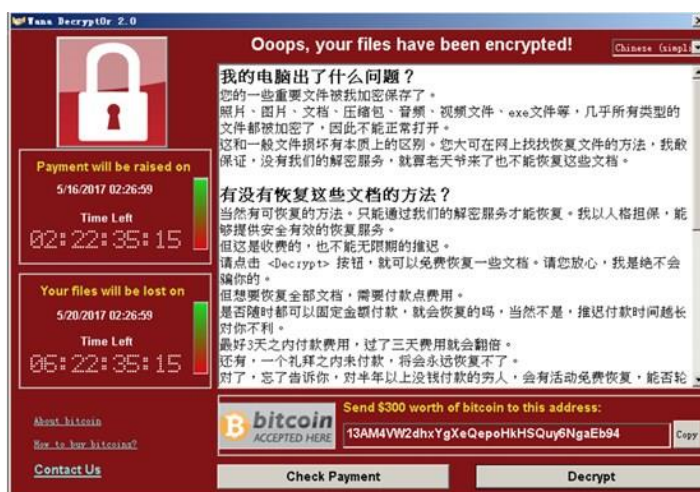 Wana Decrypt0r 2.0
Ooops, your files have been encrypted!
Chinese (simpli
我的电脑出了什么问题？
您的一些重要文件被我加密保存了。
照片、图片、文档、压缩包、音频、视频文件、exe文件等，几乎所有类型的
文件都被加密了，因此不能正常打开。
这和一般文件损坏有本质上的区别。您大可在网上找找恢复文件的方法，我敢
保证，没有我们的解密服务，就算老天爷来了也不能恢复这些文档。
有没有恢复这些文档的方法？
当然有可恢复的方法。只能通过我们的解密服务才能恢复。我以人格担保，能
够提供安全有效的恢复服务。
但这是收费的，也不能无限期的推迟。
请点击 <Decrypt> 按钮，就可以免费恢复一些文档。请您放心，我是绝不会
骗你的。
但想要恢复全部文档，需要付款点费用。
是否随时都可以固定金额付款，就会恢复的吗，当然不是，推迟付款时间越长
对你不利。
最好3天之内付款费用，过了三天费用就会翻倍。
还有，一个礼拜之内未付款，将会永远恢复不了。
对了，忘了告诉你，对半年以上没钱付款的穷人，会有活动免费恢复，能否轮
Payment will be raised on
5/16/2017 02:26:59
Time Left
02:22:35:15
Your files will be lost on
5/20/2017 02:26:59
Time Left
06:22:35:15
About bitcoin
How to buy bitcoins?
Contact Us
bitcoin
ACCEPTED HERE
Send $300 worth of bitcoin to this address:
13AM4VW2dhxYgXeQepoHkHSQuy6NgaEb94
Copy
Check Payment
Decrypt